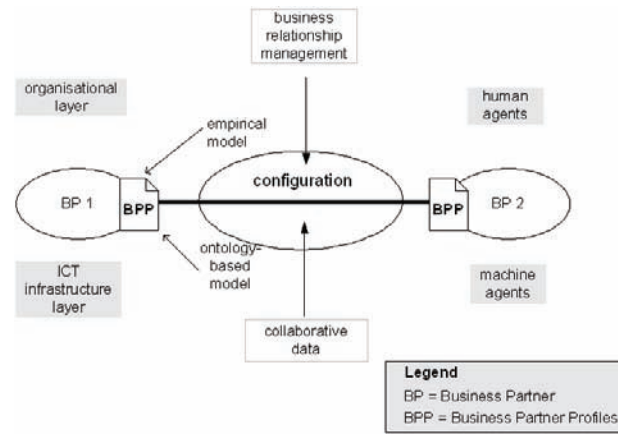 business
relationship
management
organisational
layer
human
agents
empirical
model
configuration
BP 1
BPP
BPP
BP 2
ontology-
based
model
ICT
infrastructure
layer
machine
agents
collaborative
data
Legend
BP = Business Partner
BPP = Business Partner Profiles